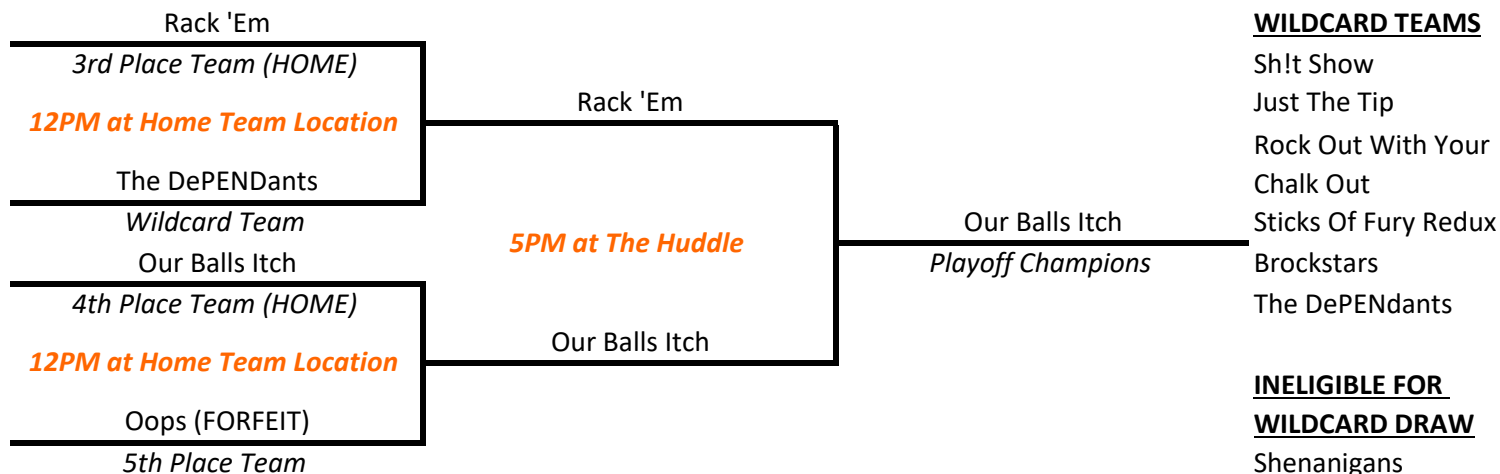 Rack 'Em
3rd Place Team (HOME)
12PM at Home Team Location
The DePENDants
Wildcard Team
Our Balls Itch
4th Place Team (HOME)
12PM at Home Team Location
Oops (FORFEIT)
5th Place Team
Rack 'Em
5PM at The Huddle
Our Balls Itch
Our Balls Itch
Playoff Champions
WILDCARD TEAMS
Sh!t Show
Just The Tip
Rock Out With Your
Chalk Out
Sticks Of Fury Redux
Brockstars
The DePENdants
INELIGIBLE FOR
WILDCARD DRAW
Shenanigans